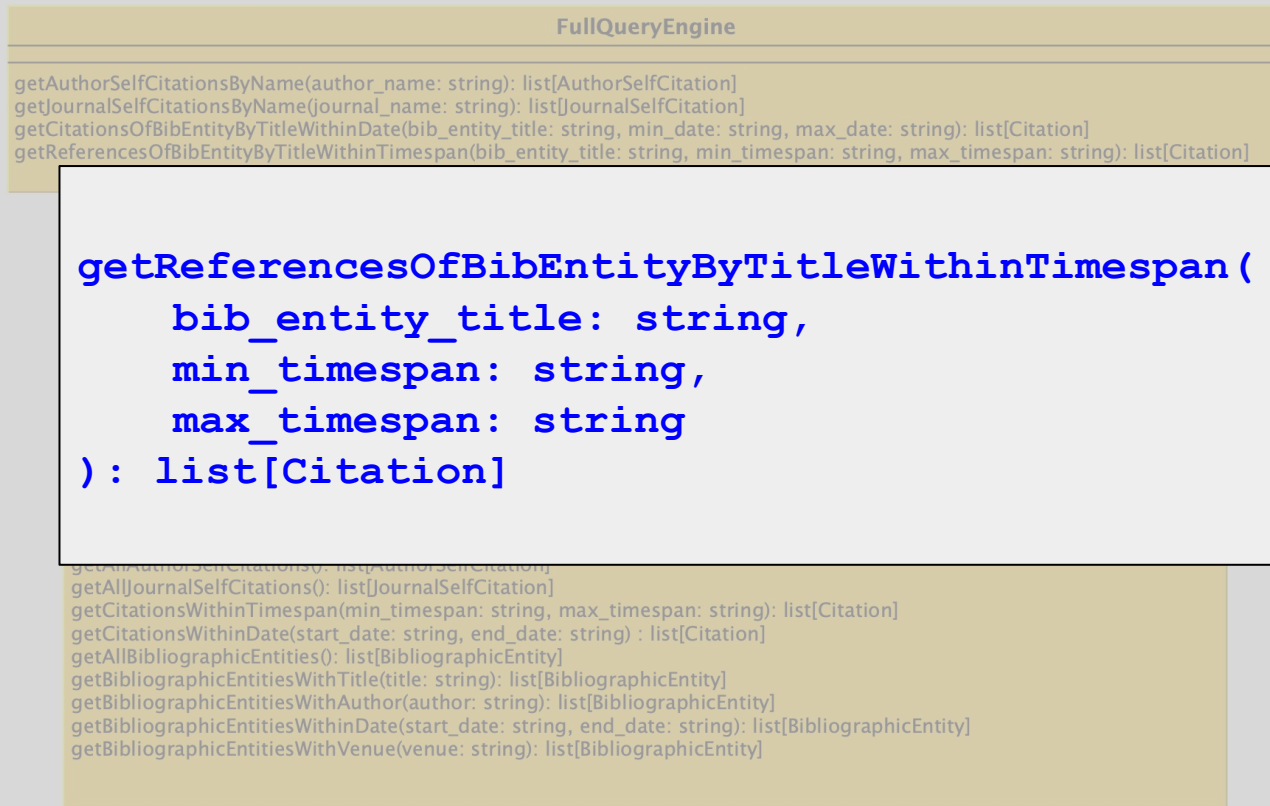 FullQueryEngine
getAuthorSelfCitationsByName(author_name: string): list[AuthorSelfCitation]
getJournalSelfCitationsByName(journal_name: string): list[JournalSelfCitation]
getCitationsOfBibEntityByTitleWithinDate(bib_entity_title: string, min_date: string, max_date: string): list[Citation]
getReferencesOfBibEntityByTitleWithinTimespan(bib_entity_title: string, min_timespan: string, max_timespan: string): list[Citation]
getReferencesOfBibEntityByTitleWithinTimespan(
bib_entity_title: string,
min_timespan: string,
max_timespan: string
): list[Citation]
getAllAuthorSelfCitations(): list[AuthorSelfCitation]
getAllJournalSelfCitations(): list[JournalSelfCitation]
getCitationsWithinTimespan(min_timespan: string, max_timespan: string): list[Citation]
getCitationsWithinDate(start_date: string, end_date: string) : list[Citation]
getAllBibliographicEntities(): list[BibliographicEntity]
getBibliographicEntitiesWithTitle(title: string): list[BibliographicEntity]
getBibliographicEntitiesWithAuthor(author: string): list[BibliographicEntity]
getBibliographicEntitiesWithinDate(start_date: string, end_date: string): list[BibliographicEntity]
getBibliographicEntitiesWithVenue(venue: string): list[BibliographicEntity]